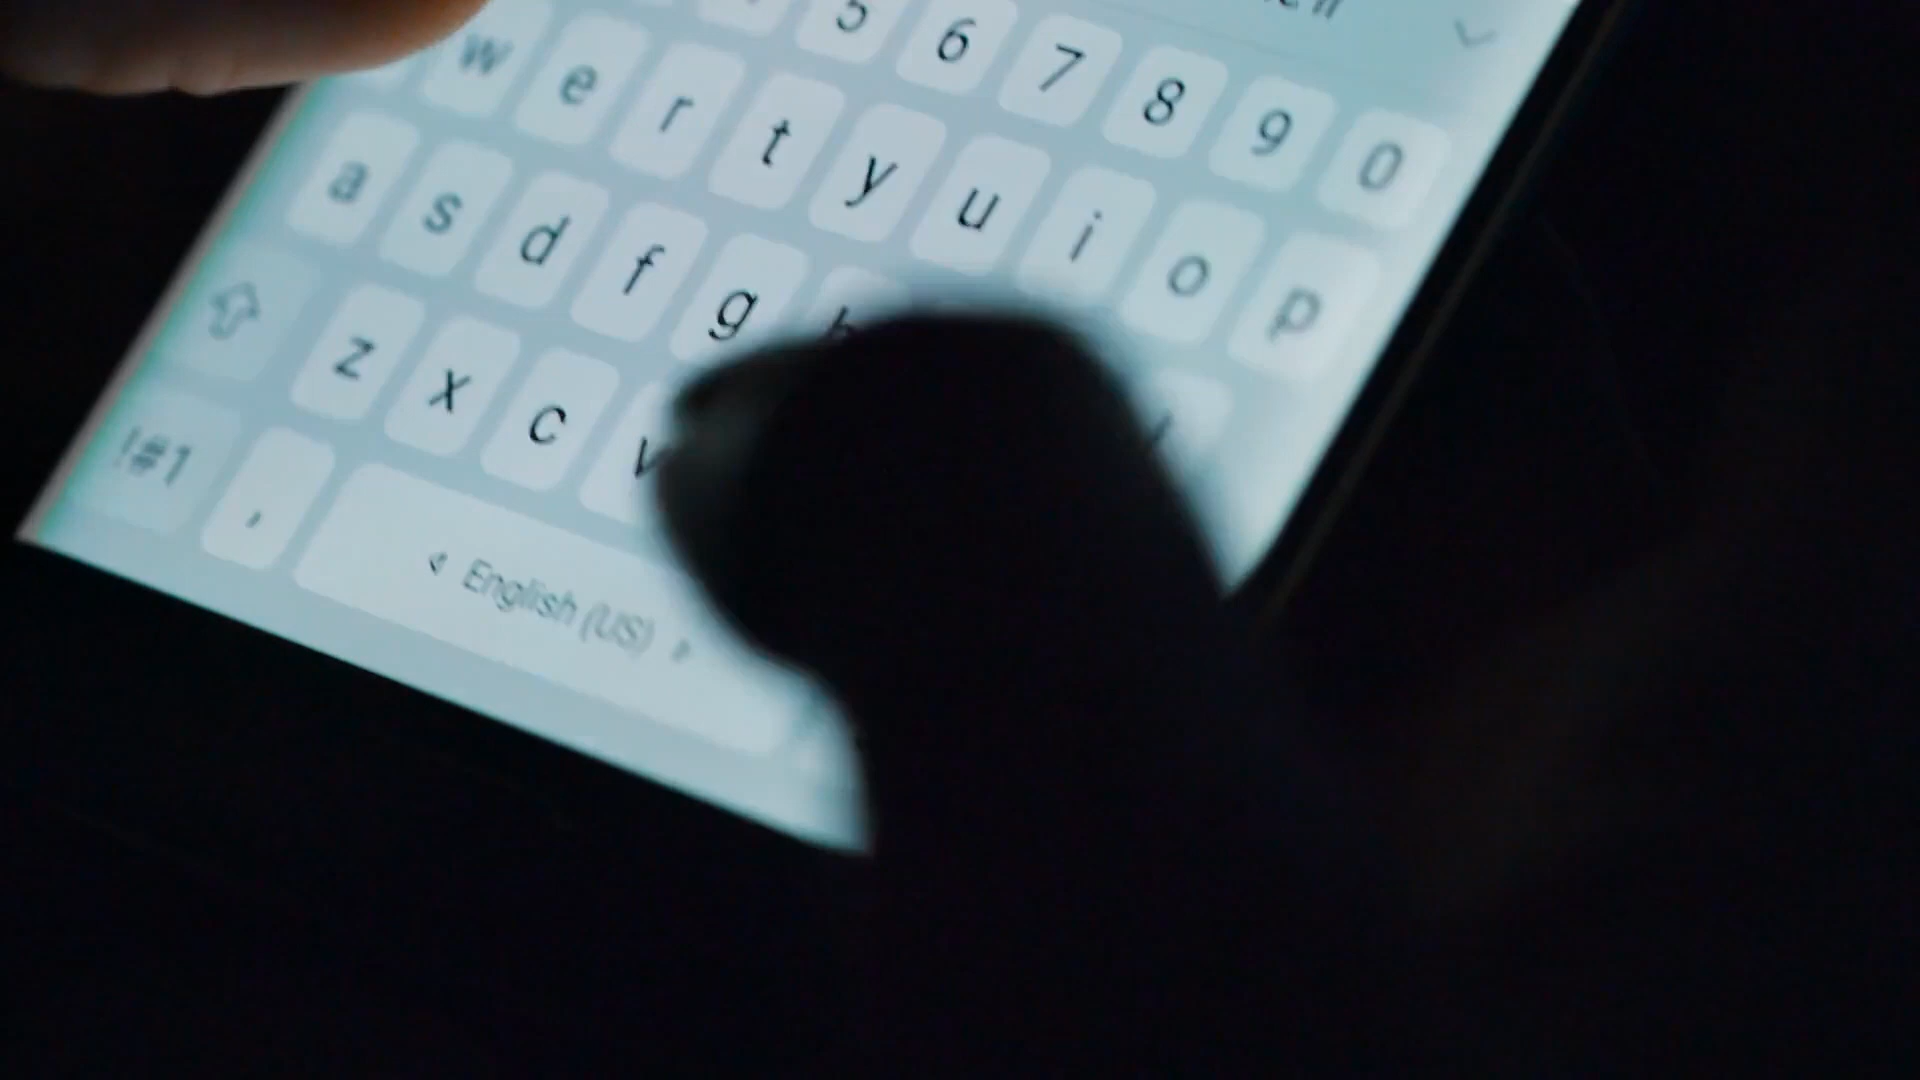 5 6 7 8 9 0
w e r t y u i o p
a s d f g h
z x c v
!#1 , English (US)